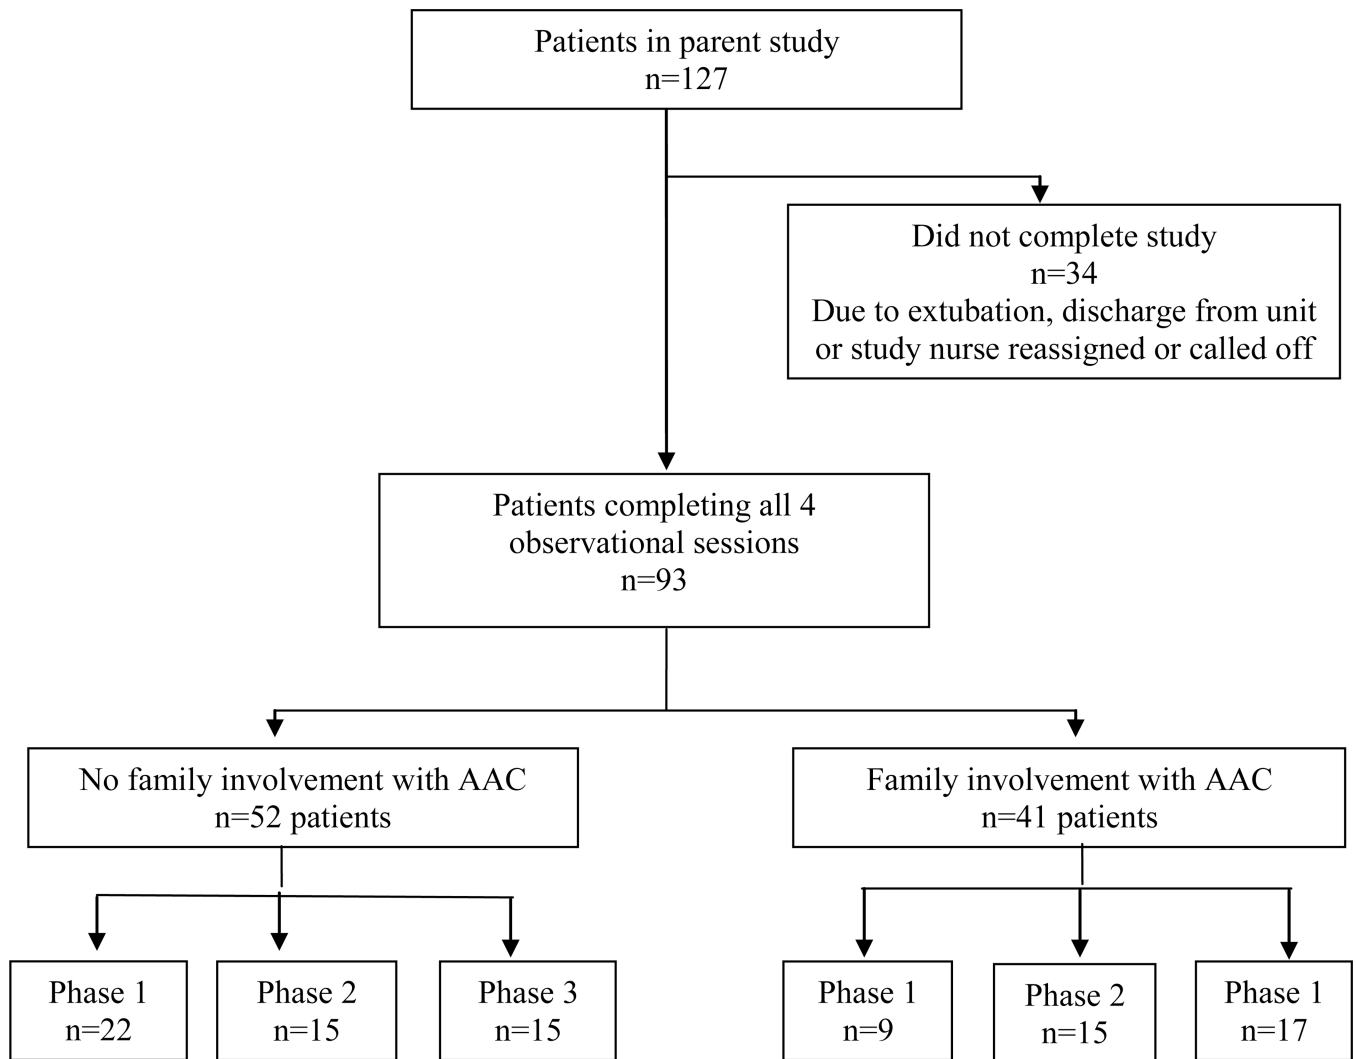 Patients in parent study
n=127
Did not complete study
n=34
Due to extubation, discharge from unit
or study nurse reassigned or called off
Patients completing all 4
observational sessions
n=93
No family involvement with AAC
n=52 patients
Family involvement with AAC
n=41 patients
Phase 1
n=22
Phase 2
n=15
Phase 3
n=15
Phase 1
n=9
Phase 2
n=15
Phase 1
n=17